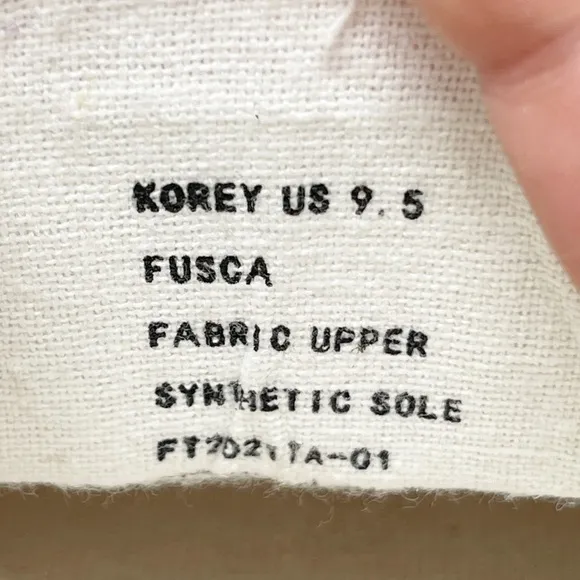 KOREY US 9.5
FUSCA
FABRIC UPPER
SYNTHETIC SOLE